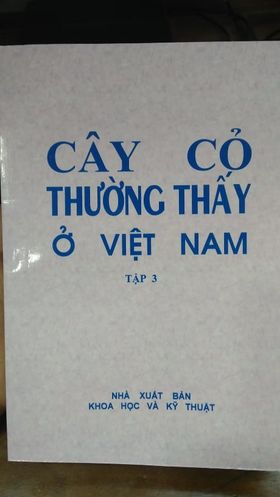 CÂY CỎ
THƯỜNG THẤY
Ở VIỆT NAM
TẬP 3
NHÀ XUẤT BẢN
KHOA HỌC VÀ KỸ THUẬT